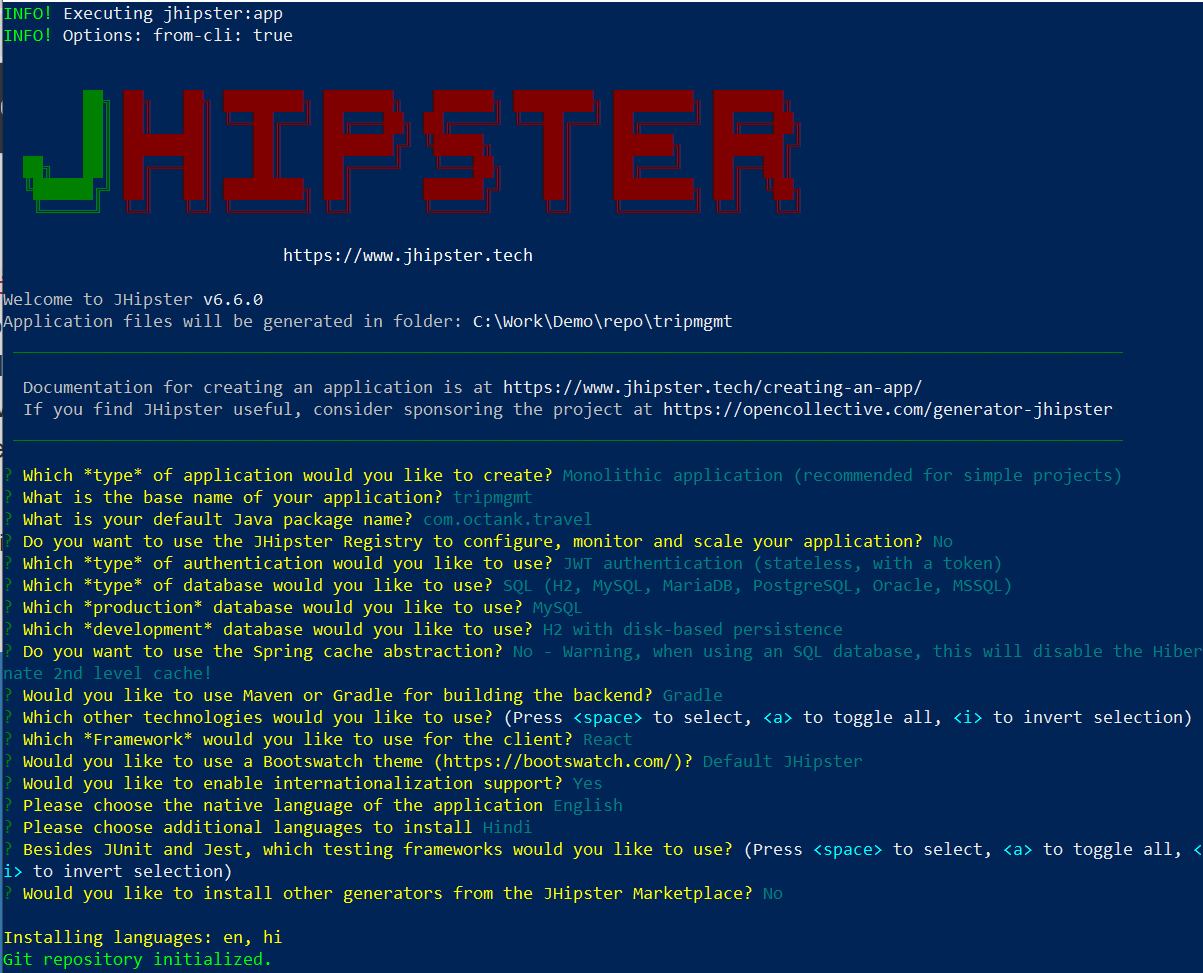 INFO! Executing jhipster:app
INFO! Options: from-cli: true
JHIPSTER
https://www.jhipster.tech
Welcome to JHipster v6.6.0
Application files will be generated in folder: C:\Work\Demo\repo\tripmgmt
Documentation for creating an application is at https://www.jhipster.tech/creating-an-app/
If you find JHipster useful, consider sponsoring the project at https://opencollective.com/generator-jhipster
? Which *type* of application would you like to create? Monolithic application (recommended for simple projects)
? What is the base name of your application? tripmgmt
? What is your default Java package name? com.octank.travel
? Do you want to use the JHipster Registry to configure, monitor and scale your application? No
? Which *type* of authentication would you like to use? JWT authentication (stateless, with a token)
? Which *type* of database would you like to use? SQL (H2, MySQL, MariaDB, PostgreSQL, Oracle, MSSQL)
? Which *production* database would you like to use? MySQL
? Which *development* database would you like to use? H2 with disk-based persistence
? Do you want to use the Spring cache abstraction? No - Warning, when using an SQL database, this will disable the Hiber
nate 2nd level cache!
? Would you like to use Maven or Gradle for building the backend? Gradle
? Which other technologies would you like to use? (Press <space> to select, <a> to toggle all, <i> to invert selection)
? Which *Framework* would you like to use for the client? React
? Would you like to use a Bootswatch theme (https://bootswatch.com/)? Default JHipster
? Would you like to enable internationalization support? Yes
? Please choose the native language of the application English
? Please choose additional languages to install Hindi
? Besides JUnit and Jest, which testing frameworks would you like to use? (Press <space> to select, <a> to toggle all, <
i> to invert selection)
? Would you like to install other generators from the JHipster Marketplace? No
Installing languages: en, hi
Git repository initialized.